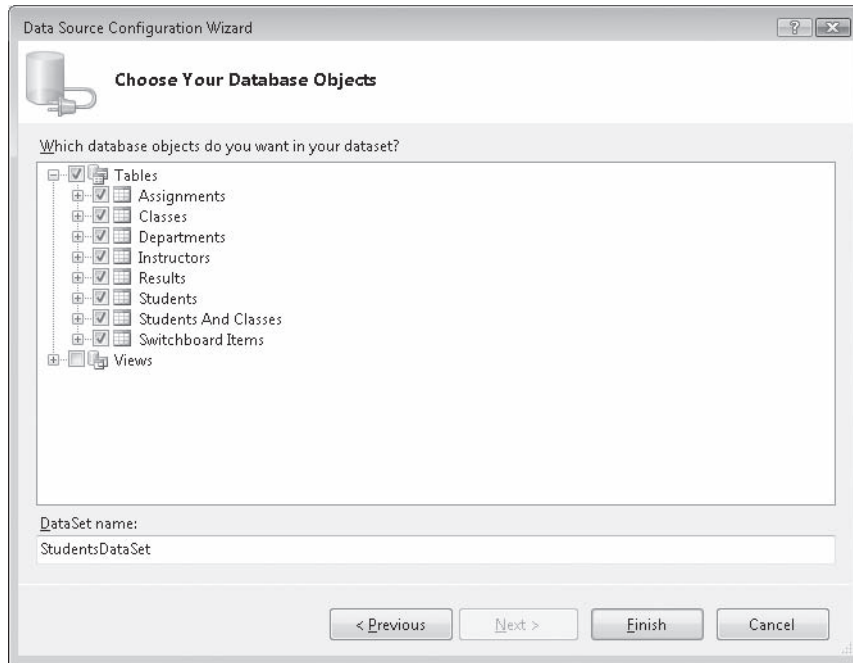 Data Source Configuration Wizard
Choose Your Database Objects
Which database objects do you want in your dataset?
Tables
Assignments
Classes
Departments
Instructors
Results
Students
Students And Classes
Switchboard Items
Views
DataSet name:
StudentsDataSet
< Previous
Next >
Finish
Cancel